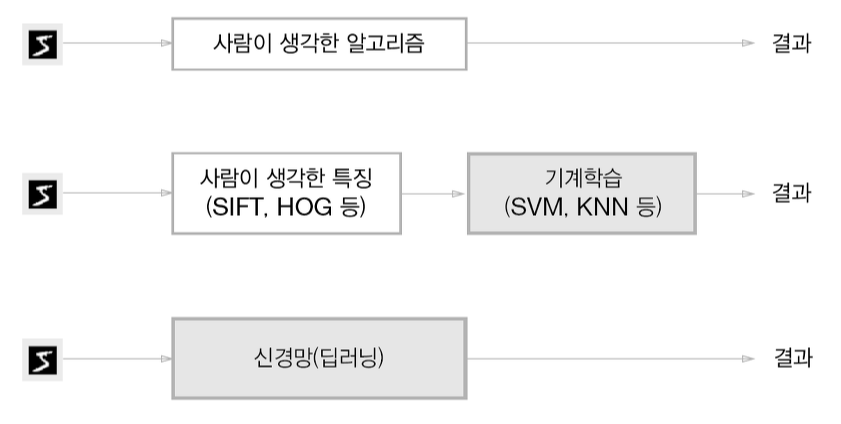 사람이 생각한 알고리즘
결과
사람이 생각한 특징
(SIFT, HOG 등)
기계학습
(SVM, KNN 등)
결과
신경망(딥러닝)
결과